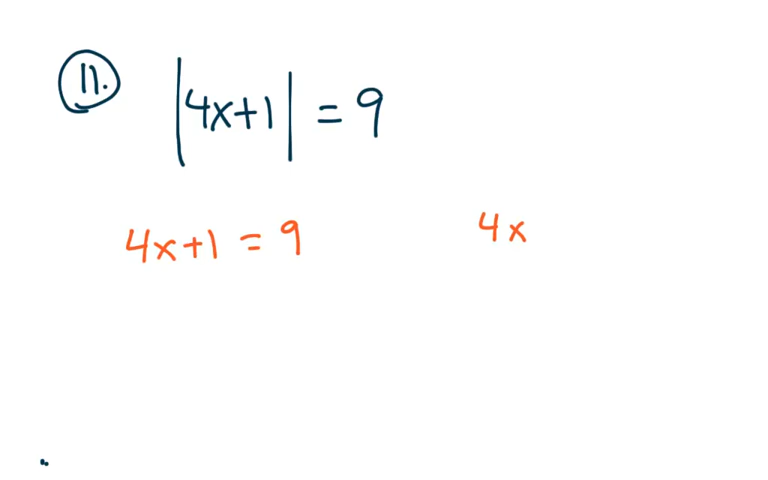 11. |4x+1| = 9
4x+1 = 9 4x